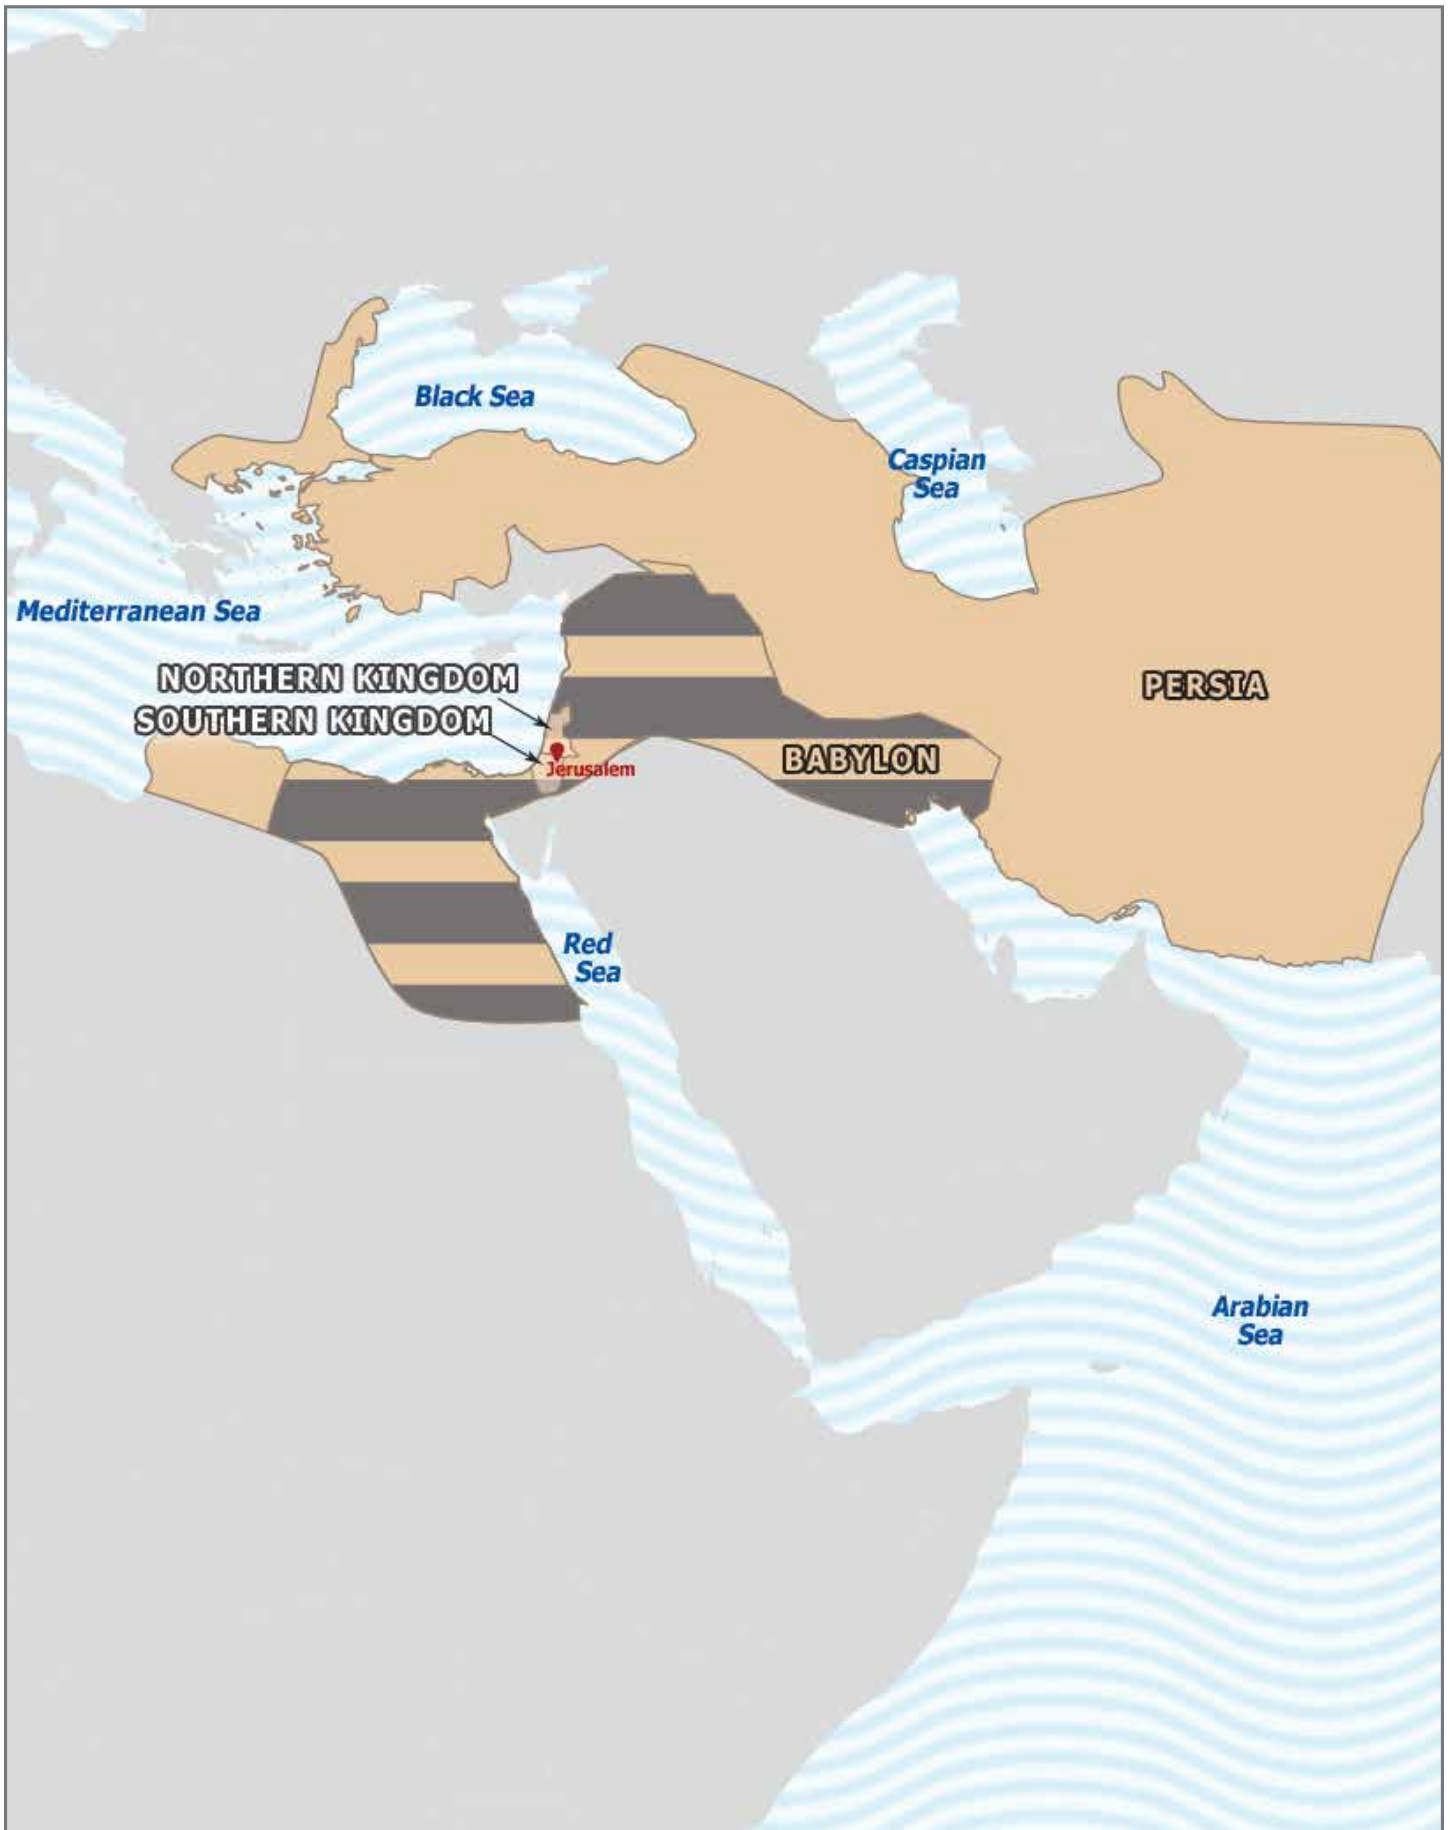 Black Sea
Caspian
Sea
Mediterranean Sea
NORTHERN KINGDOM
PERSIA
SOUTHERN KINGDOM
BABYLON
Jerusalem
Red
Sea
Arabian
Sea